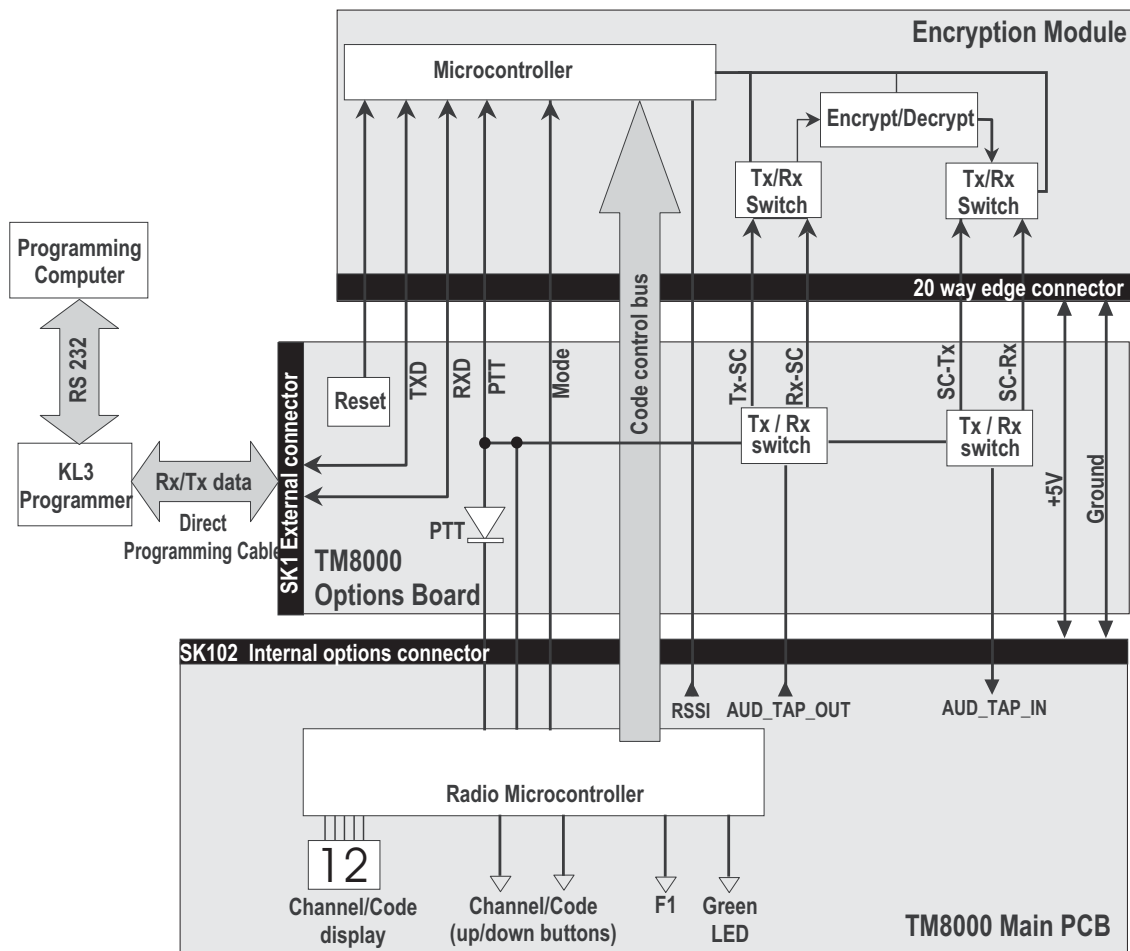 Encryption Module
Microcontroller
Encrypt/Decrypt
Tx/Rx
Switch
Tx/Rx
Switch
20 way edge connector
Programming
Computer
RS 232
KL3
Programmer
Rx/Tx data
Direct
Programming Cable
SK1 External connector
Reset
TXD
RXD
PTT
Mode
Code control bus
Tx-SC
Rx-SC
SC-Tx
SC-Rx
Tx / Rx
switch
Tx / Rx
switch
+5V
Ground
PTT
TM8000
Options Board
SK102 Internal options connector
RSSI
AUD_TAP_OUT
AUD_TAP_IN
Radio Microcontroller
12
Channel/Code
display
Channel/Code
(up/down buttons)
F1
Green
LED
TM8000 Main PCB